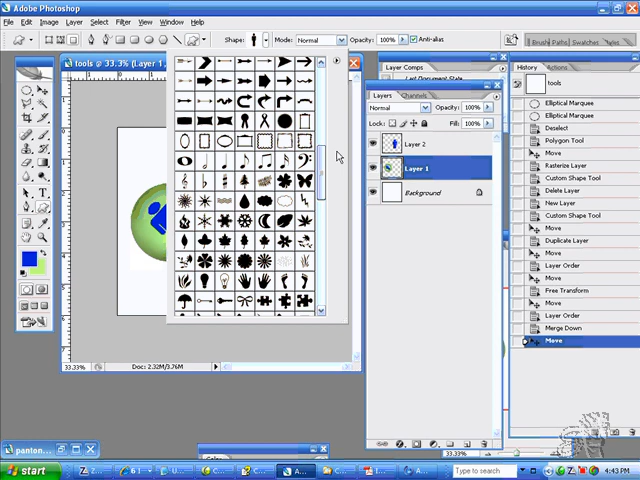 Adobe Photoshop
File Edit Image Layer Select Filter View Window Help
Shape: Mode: Normal Opacity: 100% Anti-alias
Brushes Paths Swatches
tools @ 33.3% (Layer 1,
Layer Comps
Last Document State
Layers Channels
Normal Opacity: 100%
Lock: Fill: 100%
Layer 2
Layer 1
Background
History Actions
tools
Elliptical Marquee
Elliptical Marquee
Deselect
Polygon Tool
Move
Rasterize Layer
Custom Shape Tool
Delete Layer
New Layer
Custom Shape Tool
Move
Duplicate Layer
Move
Layer Order
Free Transform
Move
Layer Order
Merge Down
Move
33.33% Doc: 2.32M/3.76M
panton
Color
33.33%
start
Type to search
4:43 PM